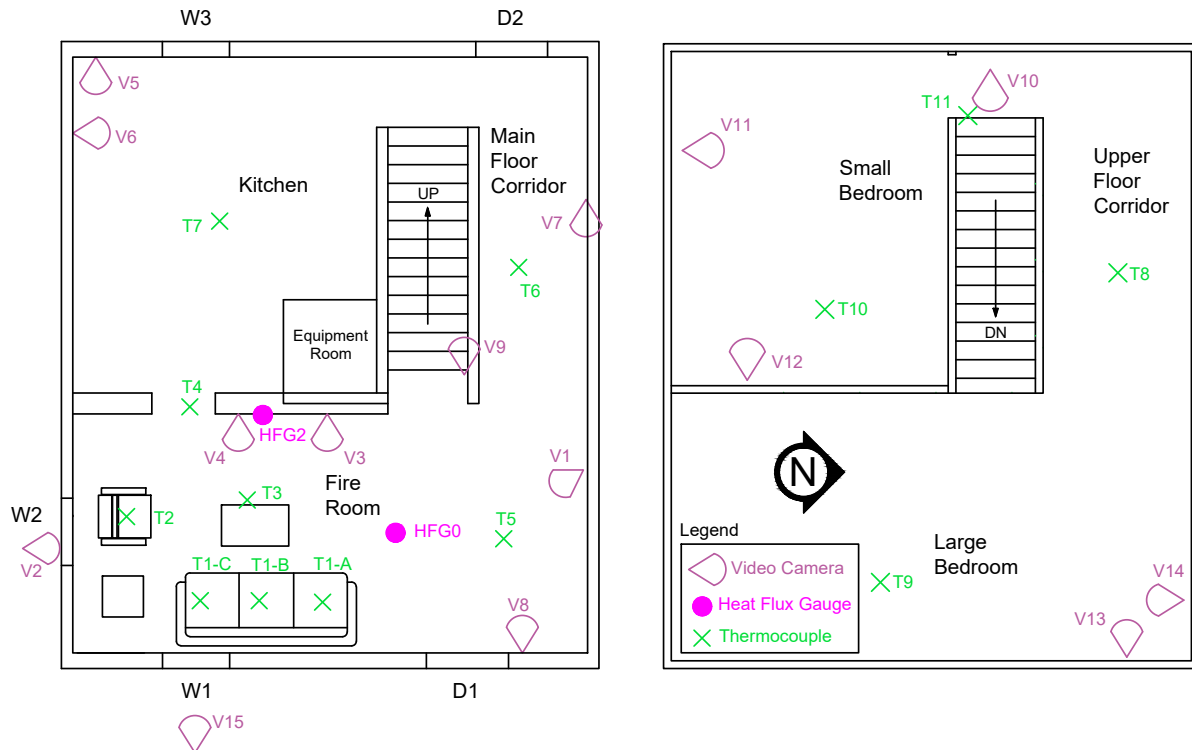 W3
D2
V5
V6
Kitchen
Main
Floor
Corridor
UP
T7
V7
T6
Equipment
Room
V9
T4
HFG2
V4
V3
V1
Fire
Room
T3
W2
T2
HFG0
T5
V2
T1-C
T1-B
T1-A
V8
W1
D1
V15
V10
T11
V11
Small
Bedroom
Upper
Floor
Corridor
T8
T10
DN
V12
N
Legend
Video Camera
Heat Flux Gauge
Thermocouple
Large
Bedroom
T9
V14
V13